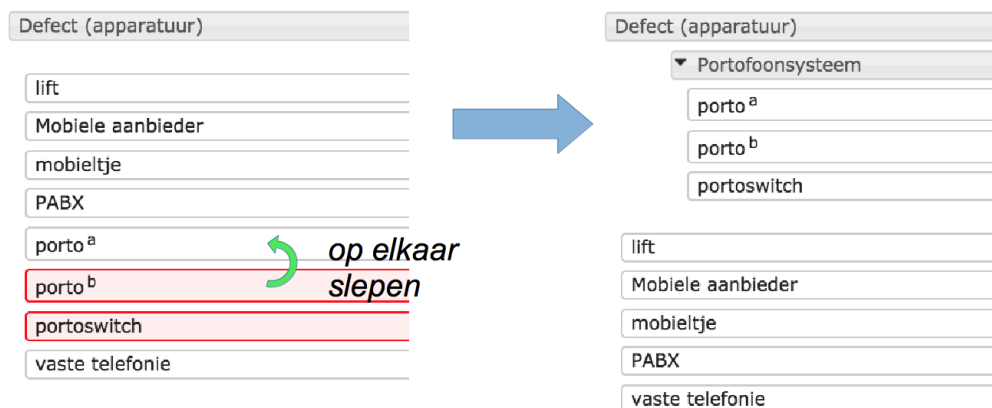 Defect (apparatuur)
lift
Mobiele aanbieder
mobieltje
PABX
porto a
porto b
portoswitch
vaste telefonie
op elkaar
slepen
Defect (apparatuur)
Portofoonsysteem
porto a
porto b
portoswitch
lift
Mobiele aanbieder
mobieltje
PABX
vaste telefonie